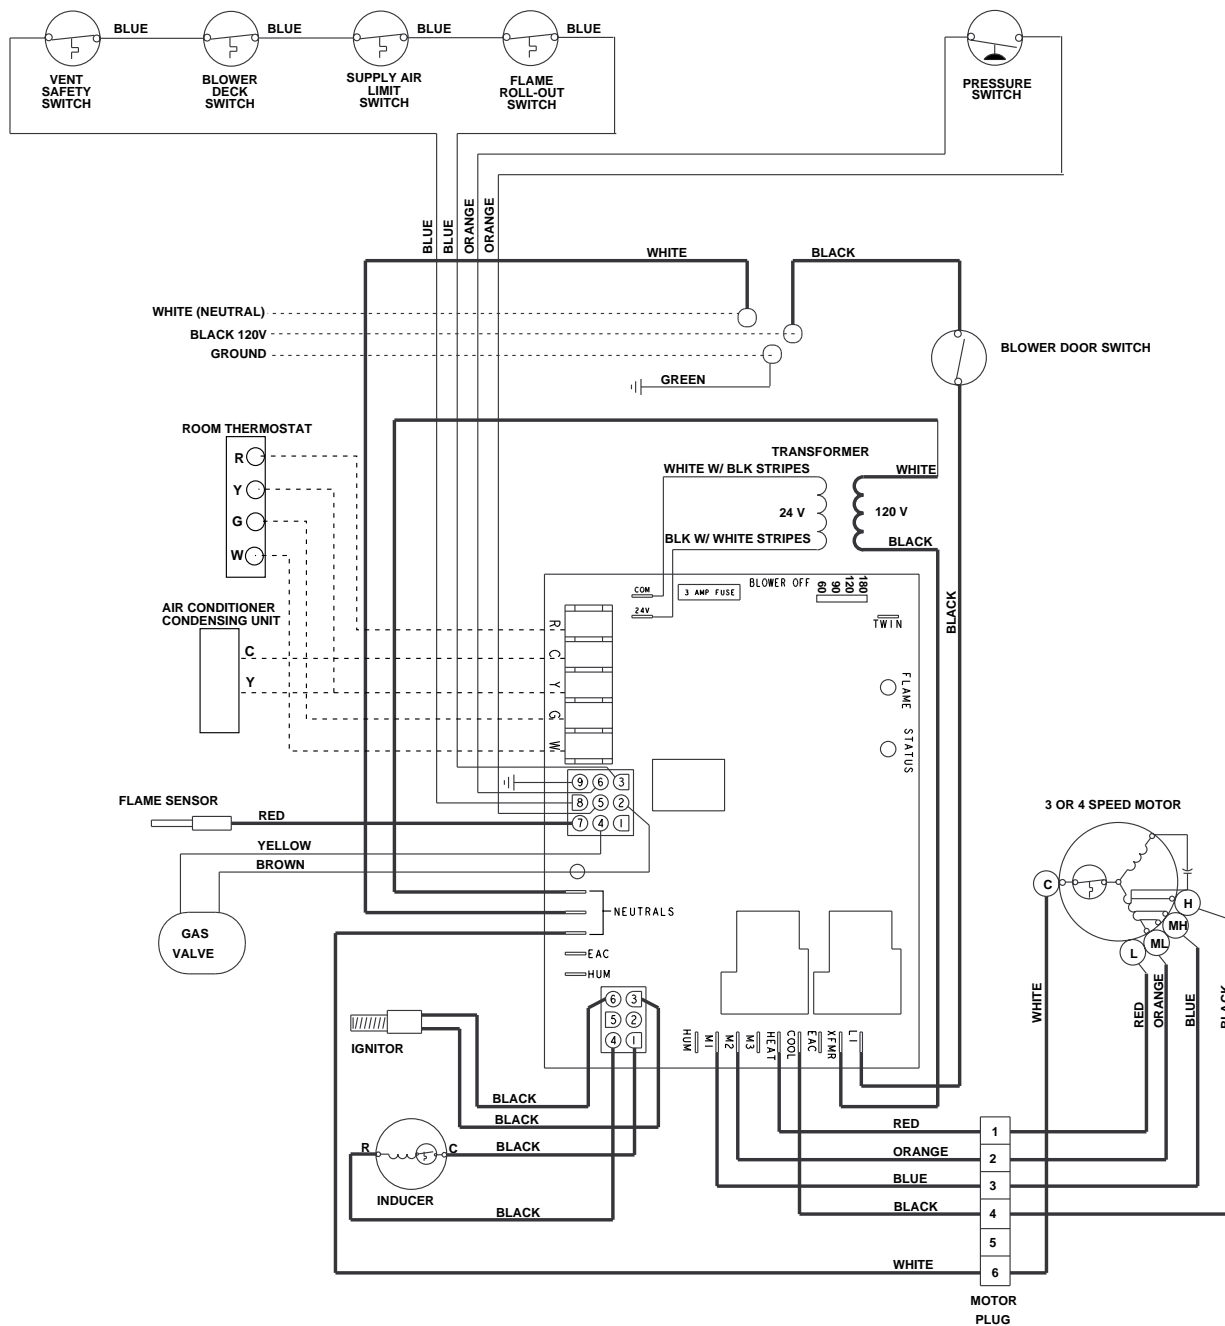 BLUE
BLUE
BLUE
BLUE
VENT
SAFETY
SWITCH
BLOWER
DECK
SWITCH
SUPPLY AIR
LIMIT
SWITCH
FLAME
ROLL-OUT
SWITCH
PRESSURE
SWITCH
BLUE
BLUE
ORANGE
ORANGE
WHITE
BLACK
WHITE (NEUTRAL)
BLACK 120V
GROUND
GREEN
BLOWER DOOR SWITCH
ROOM THERMOSTAT
R
Y
G
W
TRANSFORMER
WHITE W/ BLK STRIPES
WHITE
24 V
120 V
BLK W/ WHITE STRIPES
BLACK
BLACK
AIR CONDITIONER
CONDENSING UNIT
C
Y
COM
24V
3 AMP FUSE
BLOWER OFF
60
90
120
180
TWIN
R
C
Y
G
W
FLAME
STATUS
9 6 3
8 5 2
7 4 1
FLAME SENSOR
RED
YELLOW
BROWN
GAS
VALVE
NEUTRALS
EAC
HUM
3 OR 4 SPEED MOTOR
C
H
MH
ML
L
WHITE
RED
ORANGE
BLUE
BLACK
6 3
5 2
4 1
IGNITOR
HUM
M1
M2
M3
HEAT
COOL
EAC
XFMR
L1
BLACK
BLACK
R
C
BLACK
INDUCER
BLACK
RED
ORANGE
BLUE
BLACK
WHITE
1
2
3
4
5
6
MOTOR
PLUG